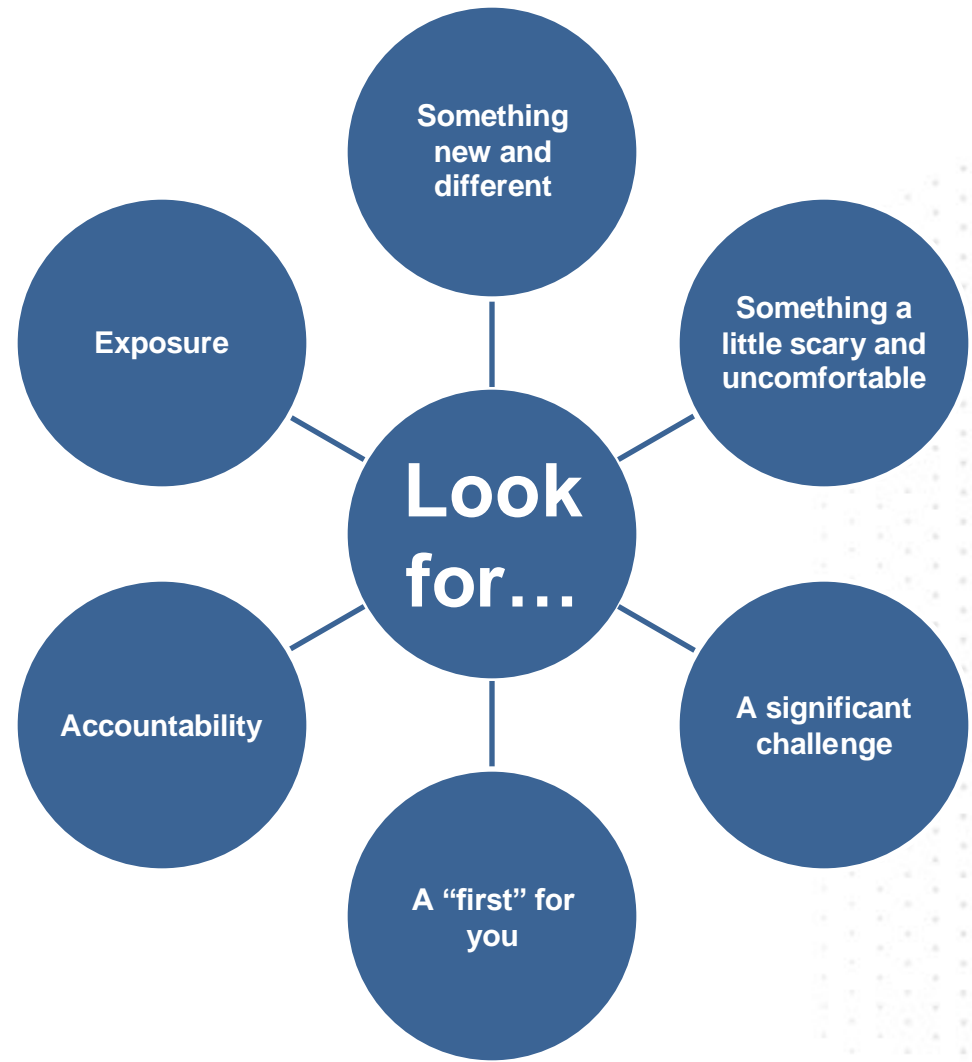 Something
new and
different
Something a
little scary and
uncomfortable
Exposure
Look
for…
A significant
challenge
Accountability
A “first” for
you